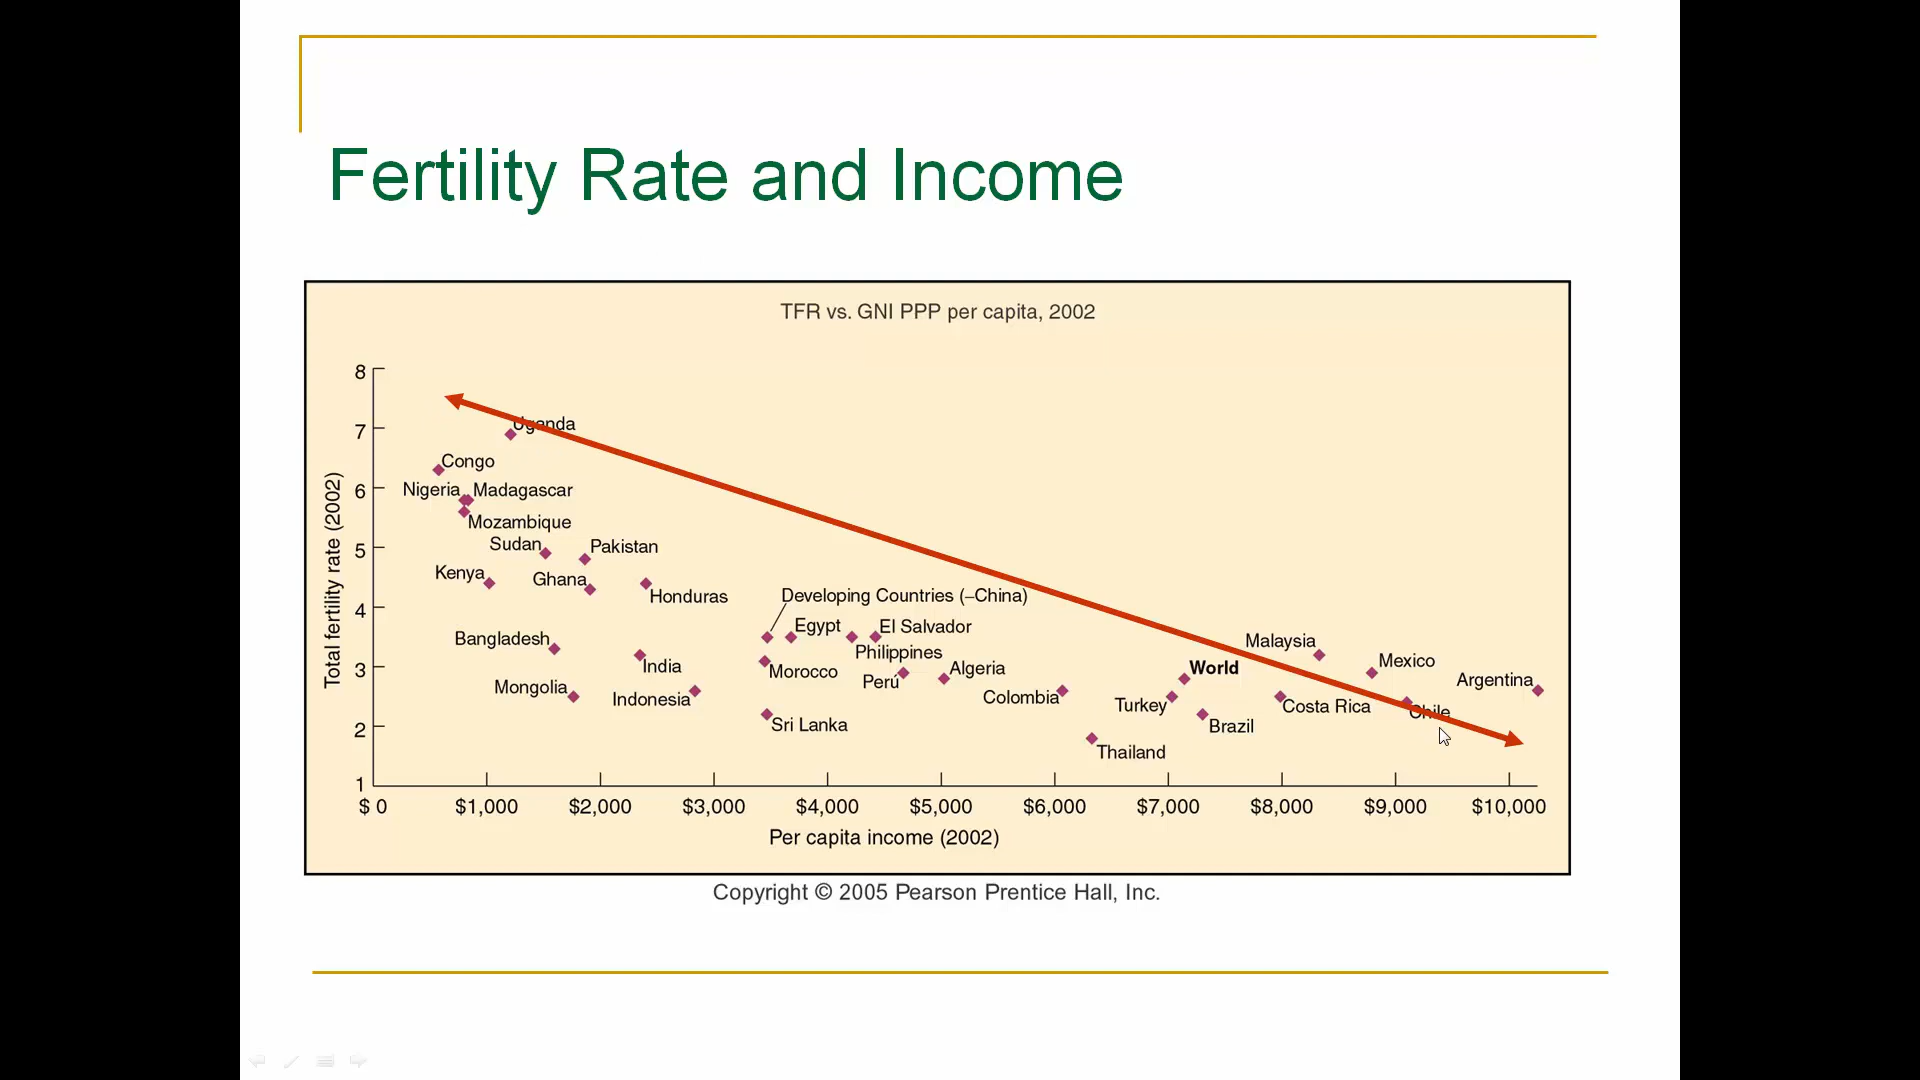 Fertility Rate and Income
TFR vs. GNI PPP per capita, 2002
Total fertility rate (2002)
8
7
6
5
4
3
2
1
Uganda
Congo
Nigeria
Madagascar
Mozambique
Sudan
Pakistan
Kenya
Ghana
Honduras
Developing Countries (–China)
Egypt
El Salvador
Bangladesh
India
Morocco
Philippines
Peru
Algeria
Malaysia
World
Mexico
Argentina
Mongolia
Indonesia
Colombia
Turkey
Costa Rica
Chile
Sri Lanka
Brazil
Thailand
$ 0 $1,000 $2,000 $3,000 $4,000 $5,000 $6,000 $7,000 $8,000 $9,000 $10,000
Per capita income (2002)
Copyright © 2005 Pearson Prentice Hall, Inc.